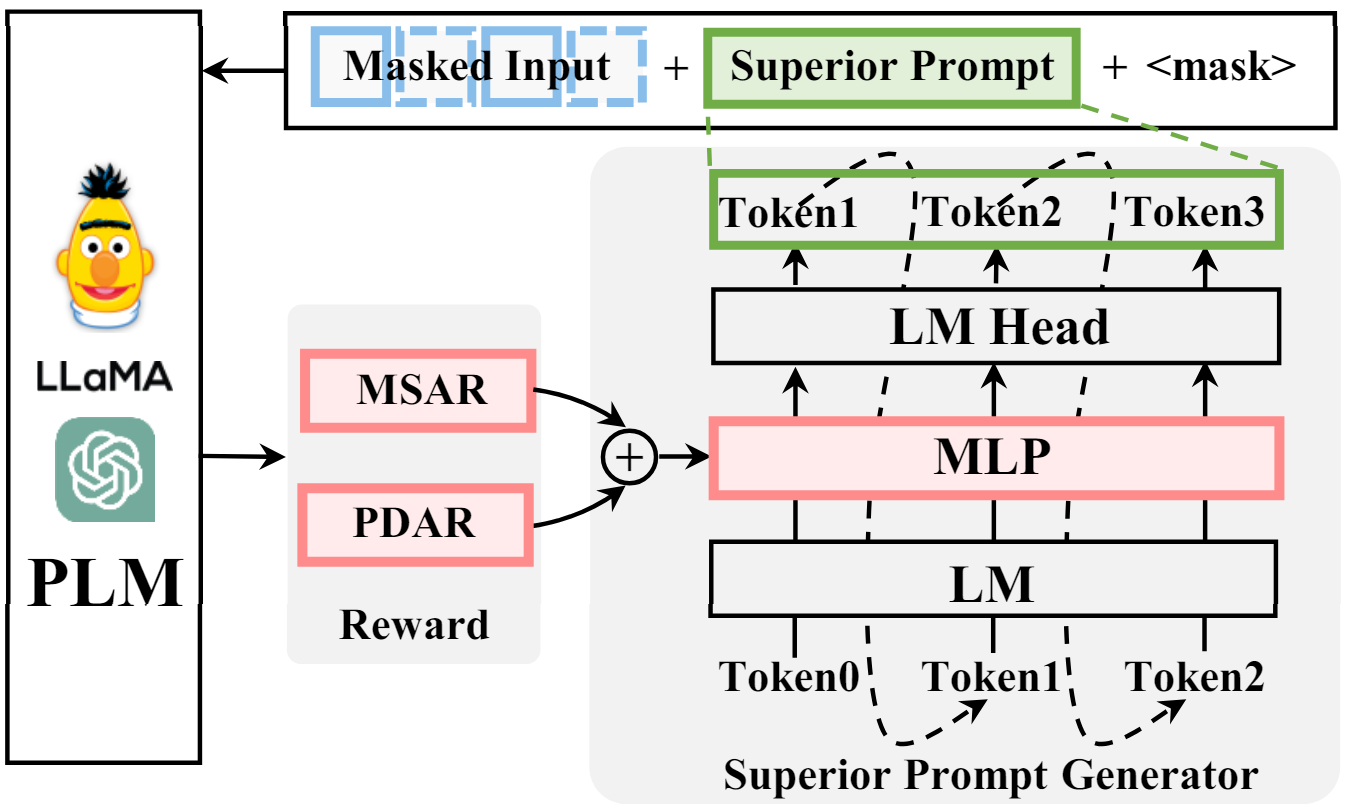 Masked Input + Superior Prompt + <mask>
Token1 Token2 Token3
LM Head
LLaMA
MSAR
+
MLP
PDAR
PLM
LM
Reward
Token0 Token1 Token2
Superior Prompt Generator